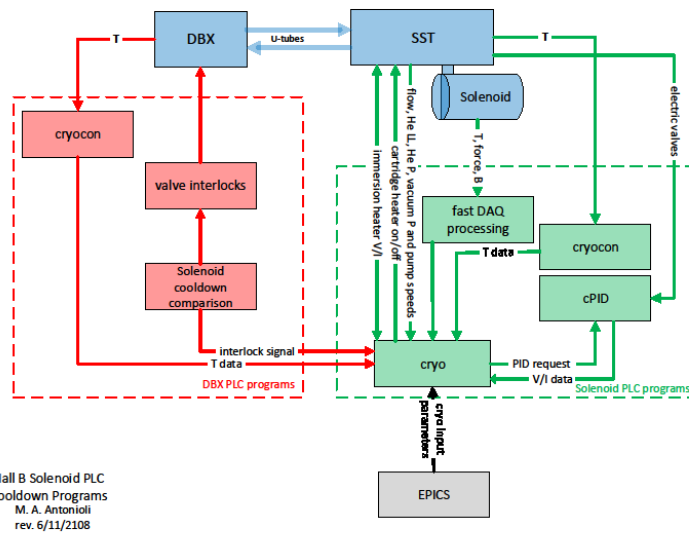 DBX
U-tubes
SST
T
T
Solenoid
cryocon
flow, He LL, He P, vacuum P and pump speeds
cartridge heater on/off
immersion heater V/I
T, force, B
electric valves
valve interlocks
fast DAQ
processing
cryocon
T data
Solenoid
cooldown
comparison
cPID
interlock signal
T data
cryo
PID request
V/I data
DBX PLC programs
Solenoid PLC programs
cryo input
parameters
EPICS
Hall B Solenoid PLC
Cooldown Programs
M. A. Antonioli
rev. 6/11/2108